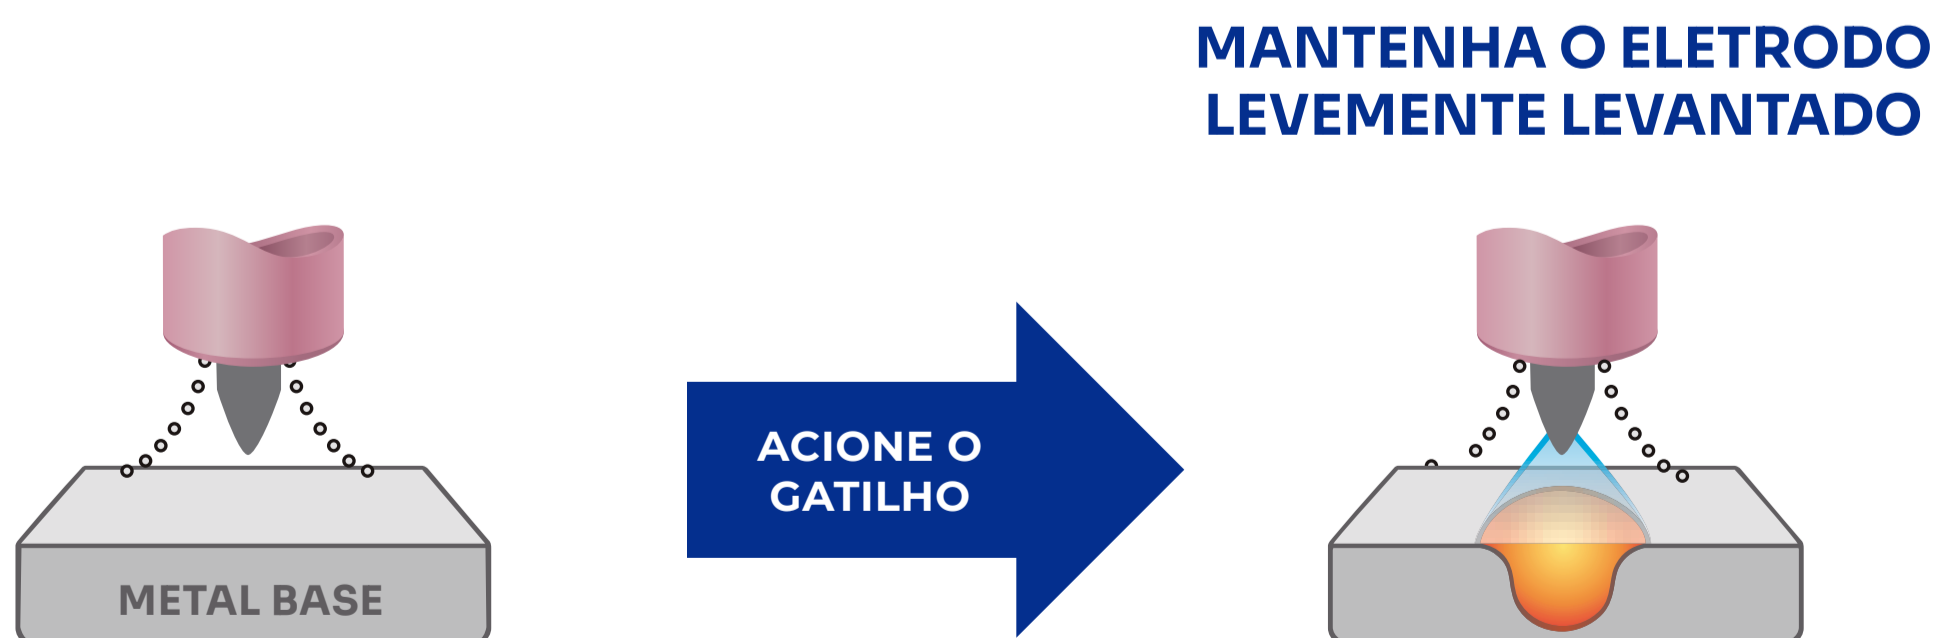 MANTENHA O ELETRODO
LEVEMENTE LEVANTADO
ACIONE O
GATILHO
METAL BASE